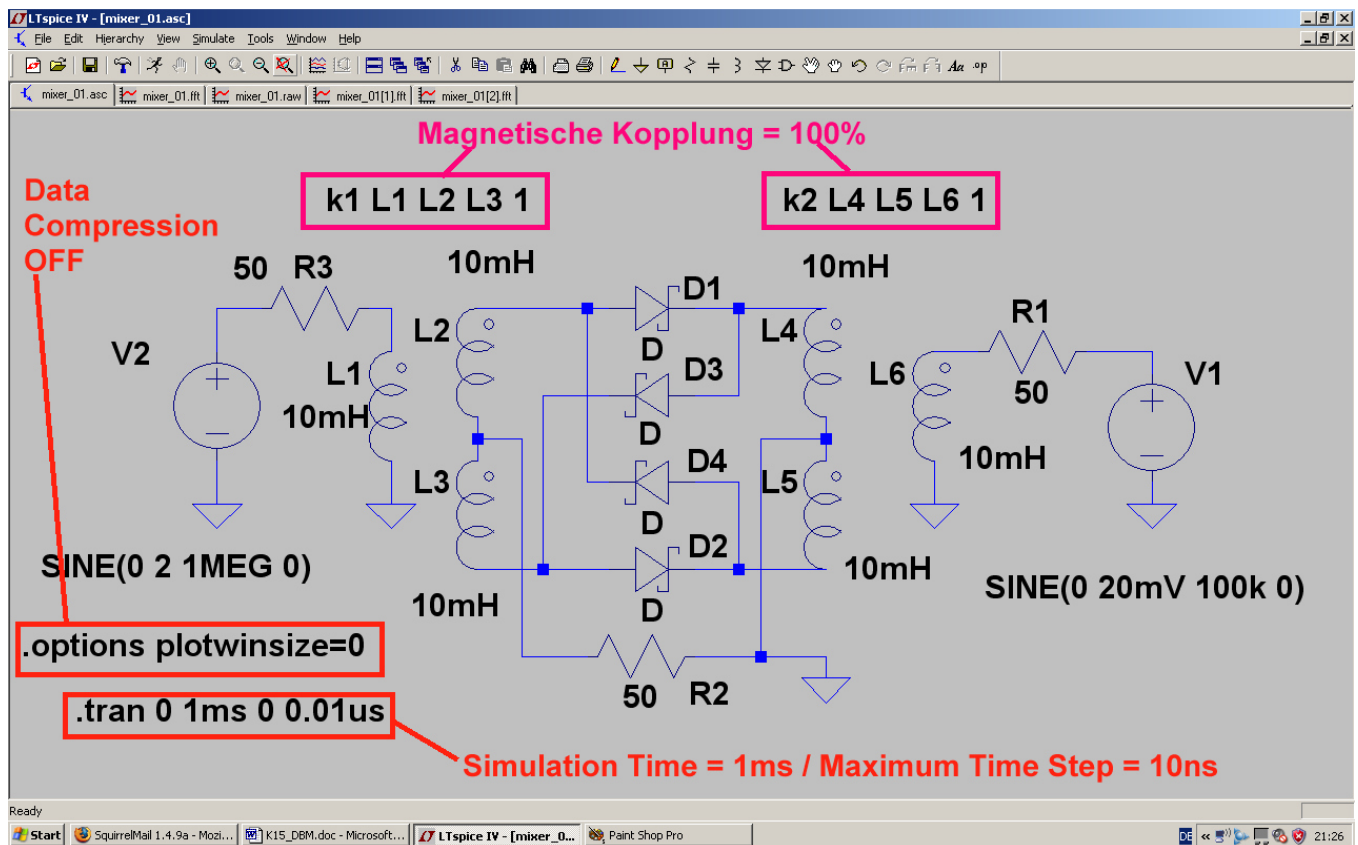 LTspice IV - [mixer_01.asc]
File Edit Hierarchy View Simulate Tools Window Help
Aa .op
mixer_01.asc mixer_01.fft mixer_01.raw mixer_01[1].fft mixer_01[2].fft
Magnetische Kopplung = 100%
Data
Compression
OFF
k1 L1 L2 L3 1
k2 L4 L5 L6 1
50 R3
10mH
10mH
D1
R1
V2
L2
D
L4
L1
D3
L6
50
V1
10mH
D
D4
10mH
L3
L5
D
D2
SINE(0 2 1MEG 0)
10mH
10mH
D
SINE(0 20mV 100k 0)
.options plotwinsize=0
50 R2
.tran 0 1ms 0 0.01us
Simulation Time = 1ms / Maximum Time Step = 10ns
Ready
Start SquirrelMail 1.4.9a - Mozi... K15_DBM.doc - Microsoft... LTspice IV - [mixer_0... Paint Shop Pro DE 21:26